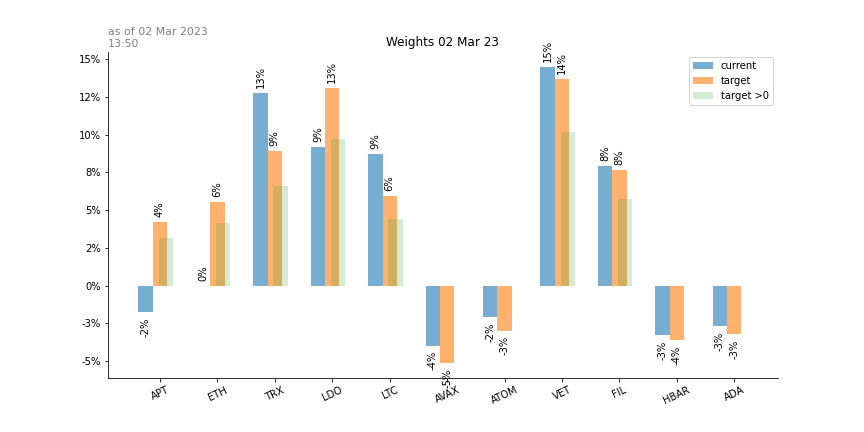 as of 02 Mar 2023
13:50
Weights 02 Mar 23
current
target
target >0
15%
12%
10%
8%
5%
2%
0%
-3%
-5%
-2%
4%
0%
6%
13%
9%
9%
13%
9%
6%
-4%
-5%
-2%
-3%
15%
14%
8%
8%
-3%
-4%
-3%
-3%
APT
ETH
TRX
LDO
LTC
AVAX
ATOM
VET
FIL
HBAR
ADA